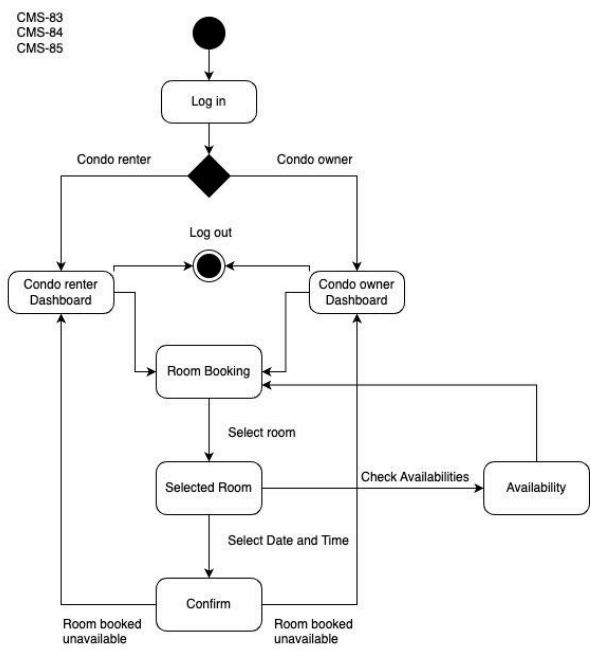 CMS-83
CMS-84
CMS-85
Log in
Condo renter
Condo owner
Log out
Condo renter
Dashboard
Condo owner
Dashboard
Room Booking
Select room
Selected Room
Check Availabilities
Availability
Select Date and Time
Confirm
Room booked
unavailable
Room booked
unavailable